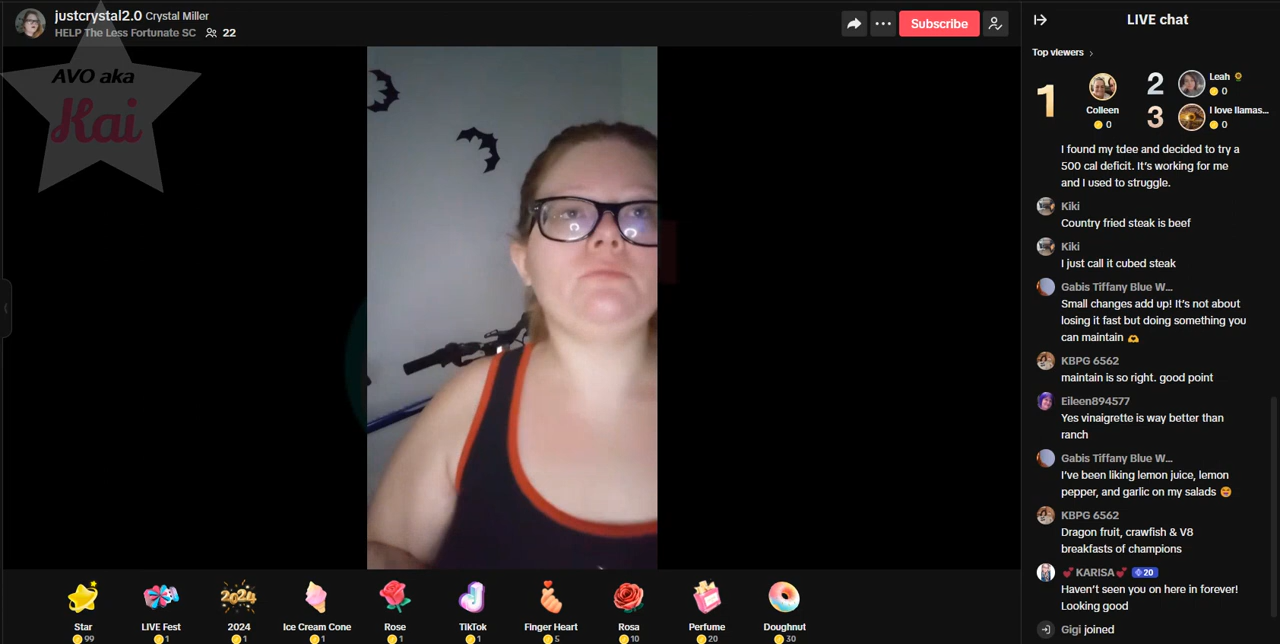 justcrystal2.0 Crystal Miller
HELP The Less Fortunate SC 22
Subscribe
LIVE chat
AVO aka
Kai
Top viewers
1
Colleen
0
2
Leah
0
3
I love llamas...
0
I found my tdee and decided to try a
500 cal deficit. It's working for me
and I used to struggle.
Kiki
Country fried steak is beef
Kiki
I just call it cubed steak
Gabis Tiffany Blue W...
Small changes add up! It's not about
losing it fast but doing something you
can maintain
KBPG 6562
maintain is so right. good point
Eileen894577
Yes vinaigrette is way better than
ranch
Gabis Tiffany Blue W...
I've been liking lemon juice, lemon
pepper, and garlic on my salads
KBPG 6562
Dragon fruit, crawfish & V8
breakfasts of champions
💕 KARISA💕 20
Haven't seen you on here in forever!
Looking good
Gigi joined
2024
Star
99
LIVE Fest
1
2024
1
Ice Cream Cone
1
Rose
1
TikTok
1
Finger Heart
5
Rosa
10
Perfume
20
Doughnut
30